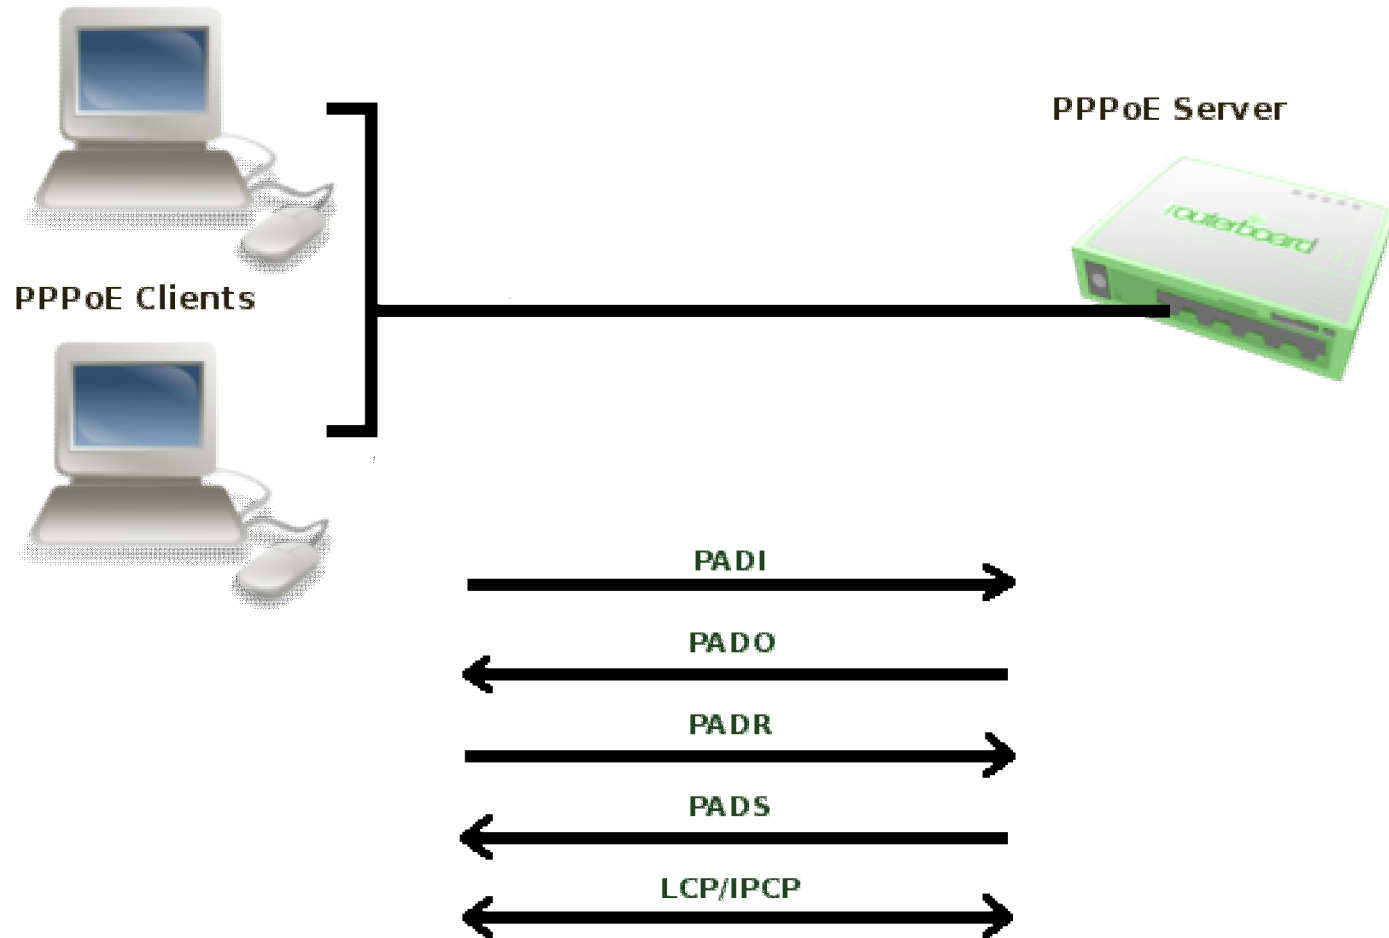 PPPoE Server
routerboard
PPPoE Clients
PADI
PADO
PADR
PADS
LCP/IPCP